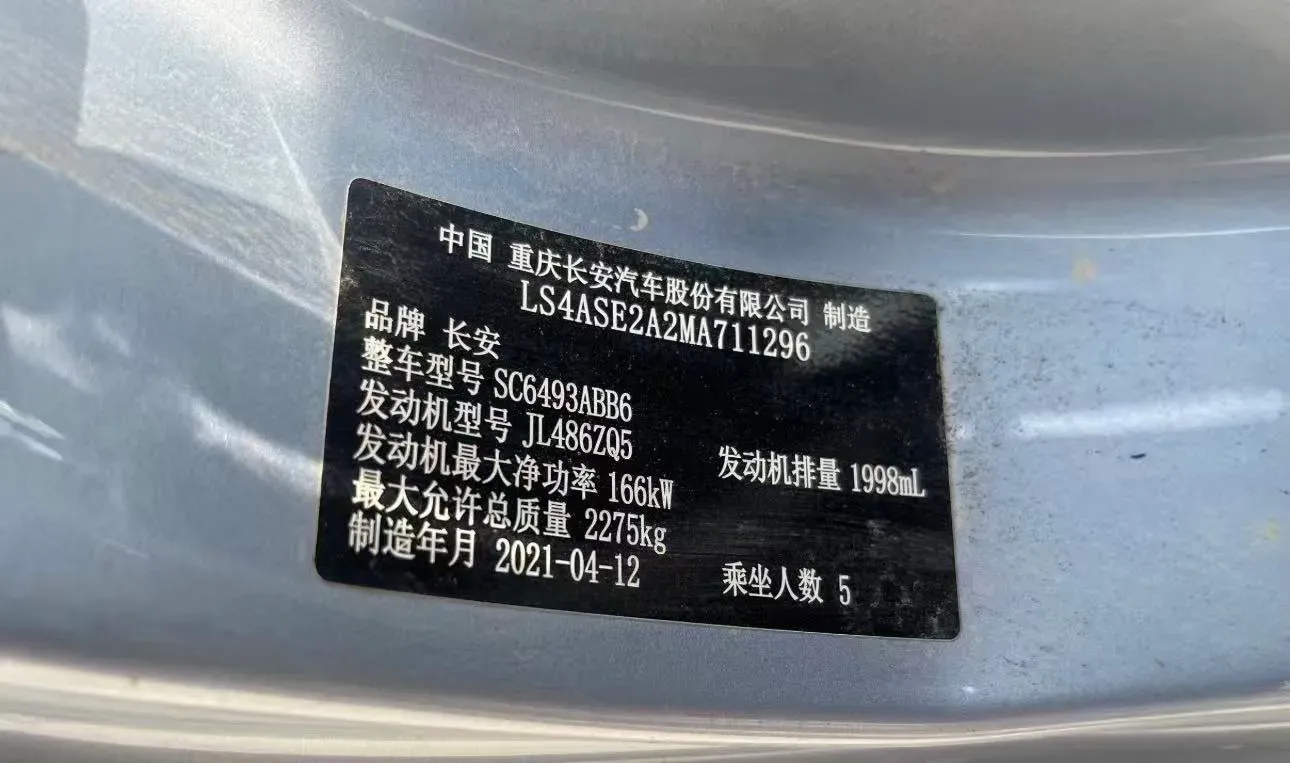 中国 重庆长安汽车股份有限公司 制造
LS4ASE2A2MA711296
品牌 长安
整车型号 SC6493ABB6
发动机型号 JL486ZQ5 发动机排量 1998mL
发动机最大净功率 166kW
最大允许总质量 2275kg
制造年月 2021-04-12 乘坐人数 5